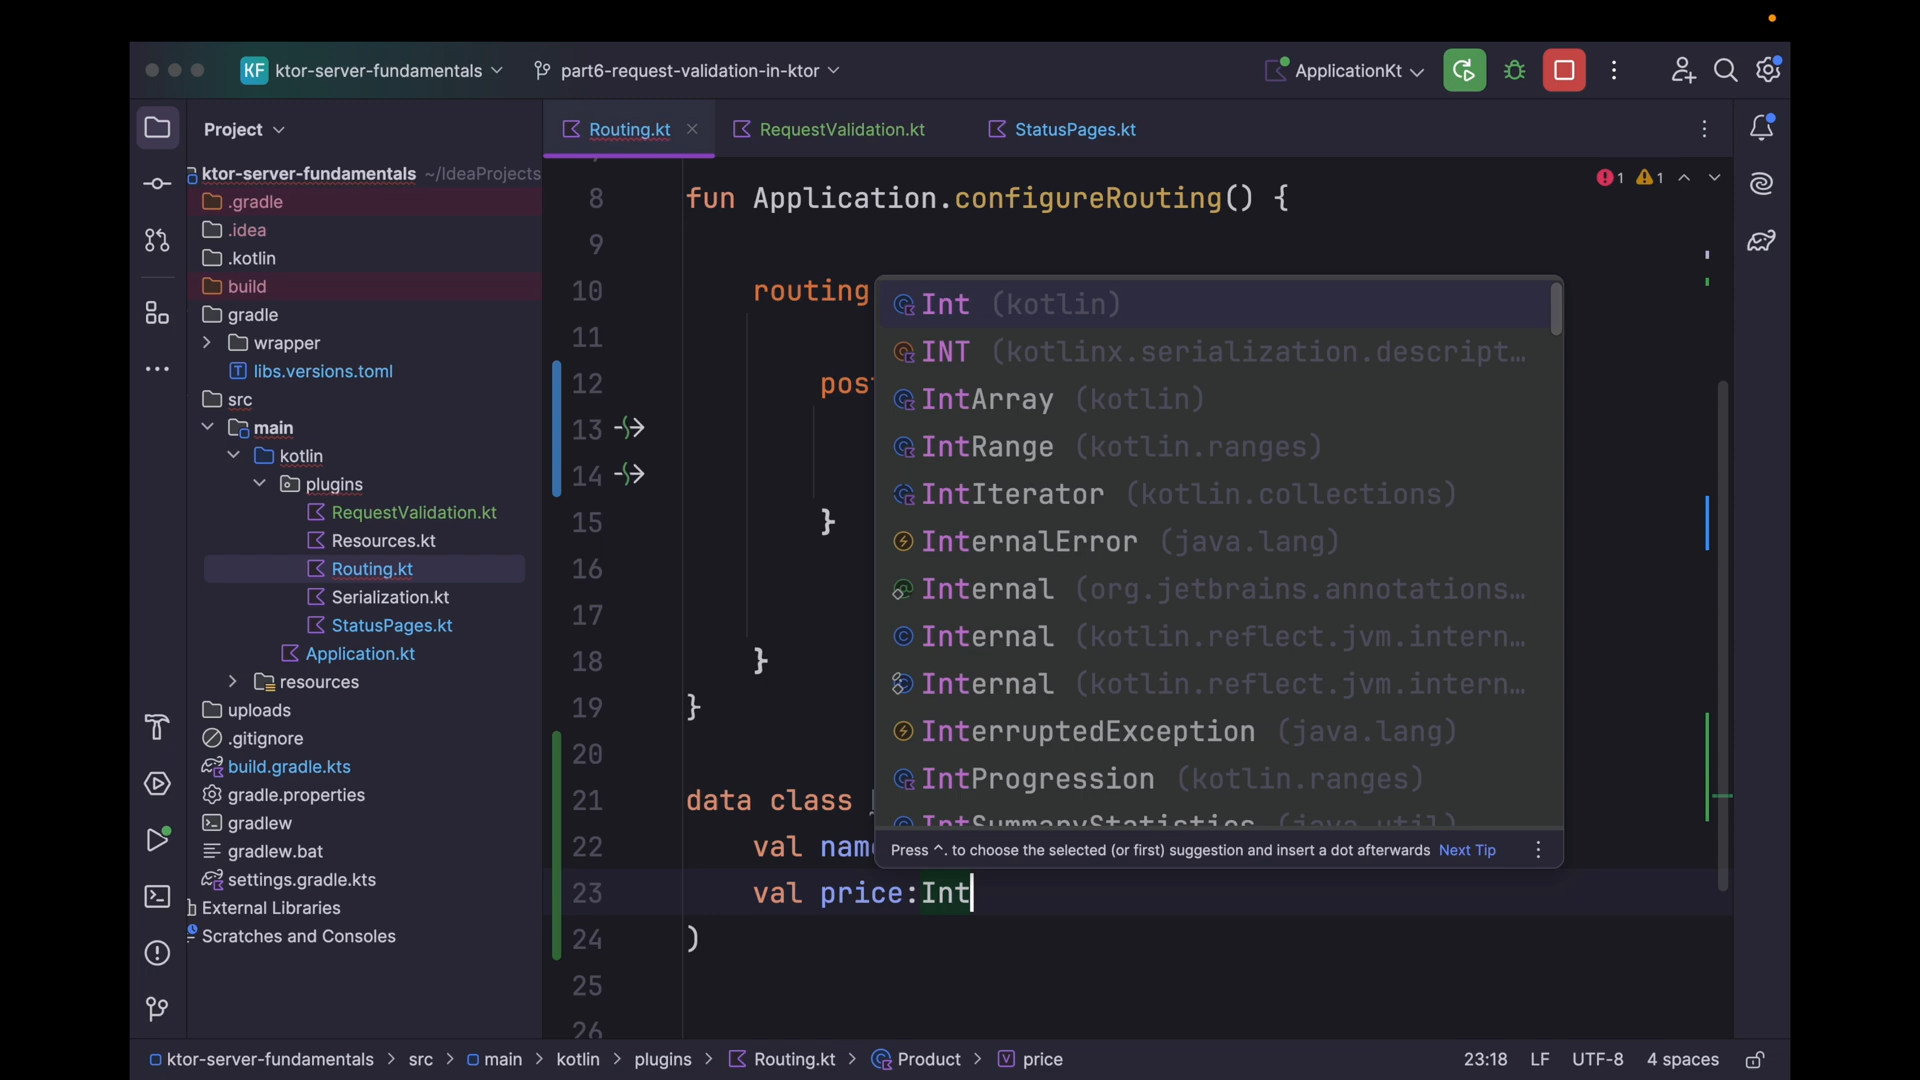 KF ktor-server-fundamentals part6-request-validation-in-ktor ApplicationKt
Project
Routing.kt RequestValidation.kt StatusPages.kt
ktor-server-fundamentals ~/IdeaProjects
.gradle
.idea
.kotlin
build
gradle
wrapper
libs.versions.toml
src
main
kotlin
plugins
RequestValidation.kt
Resources.kt
Routing.kt
Serialization.kt
StatusPages.kt
Application.kt
resources
uploads
.gitignore
build.gradle.kts
gradle.properties
gradlew
gradlew.bat
settings.gradle.kts
External Libraries
Scratches and Consoles
1 1
8 fun Application.configureRouting() {
9
10 routing
11
12 post
13
14
15 }
16
17
18 }
19 }
20
21 data class
22 val name
23 val price:Int
24 )
25
26
Int (kotlin)
INT (kotlinx.serialization.descript…
IntArray (kotlin)
IntRange (kotlin.ranges)
IntIterator (kotlin.collections)
InternalError (java.lang)
Internal (org.jetbrains.annotations…
Internal (kotlin.reflect.jvm.intern…
Internal (kotlin.reflect.jvm.intern…
InterruptedException (java.lang)
IntProgression (kotlin.ranges)
IntSummaryStatistics (java.util)
Press ^. to choose the selected (or first) suggestion and insert a dot afterwards Next Tip
ktor-server-fundamentals > src > main > kotlin > plugins > Routing.kt > Product > price 23:18 LF UTF-8 4 spaces